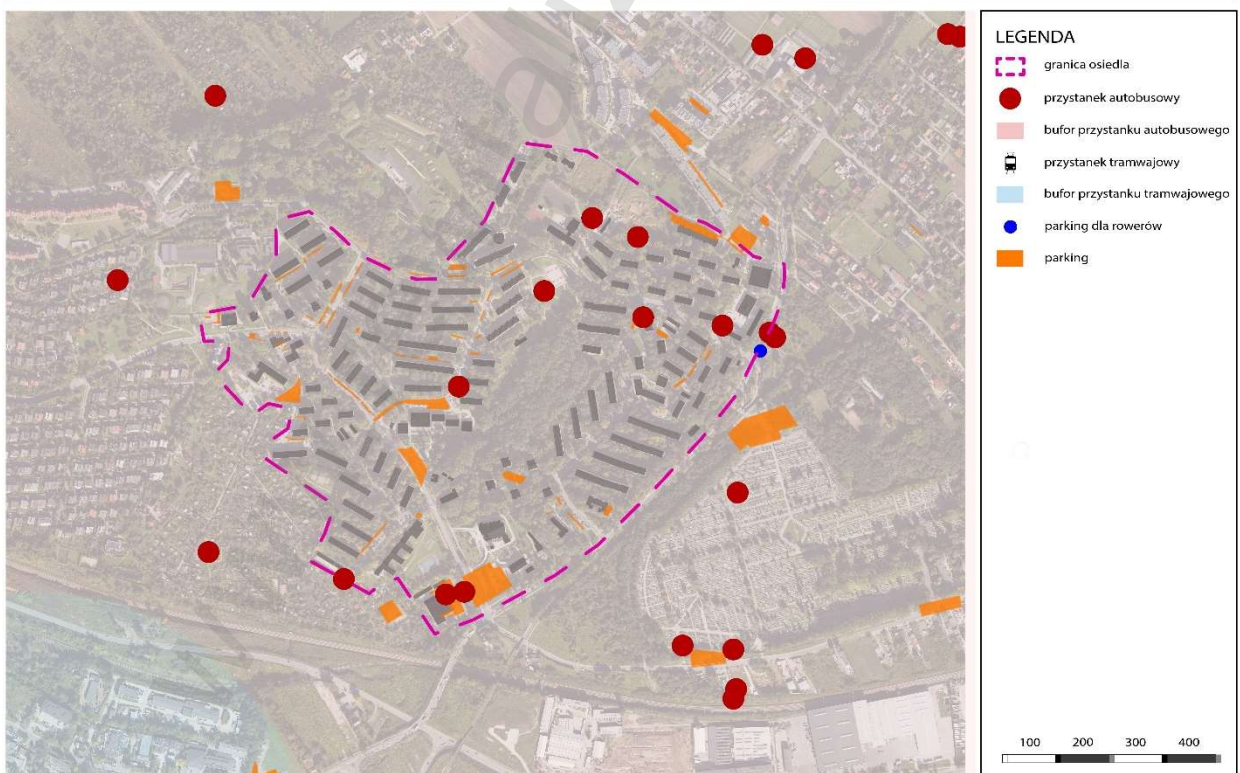 LEGENDA
granica osiedla
przystanek autobusowy
bufor przystanku autobusowego
przystanek tramwajowy
bufor przystanku tramwajowego
parking dla rowerów
parking
100 200 300 400